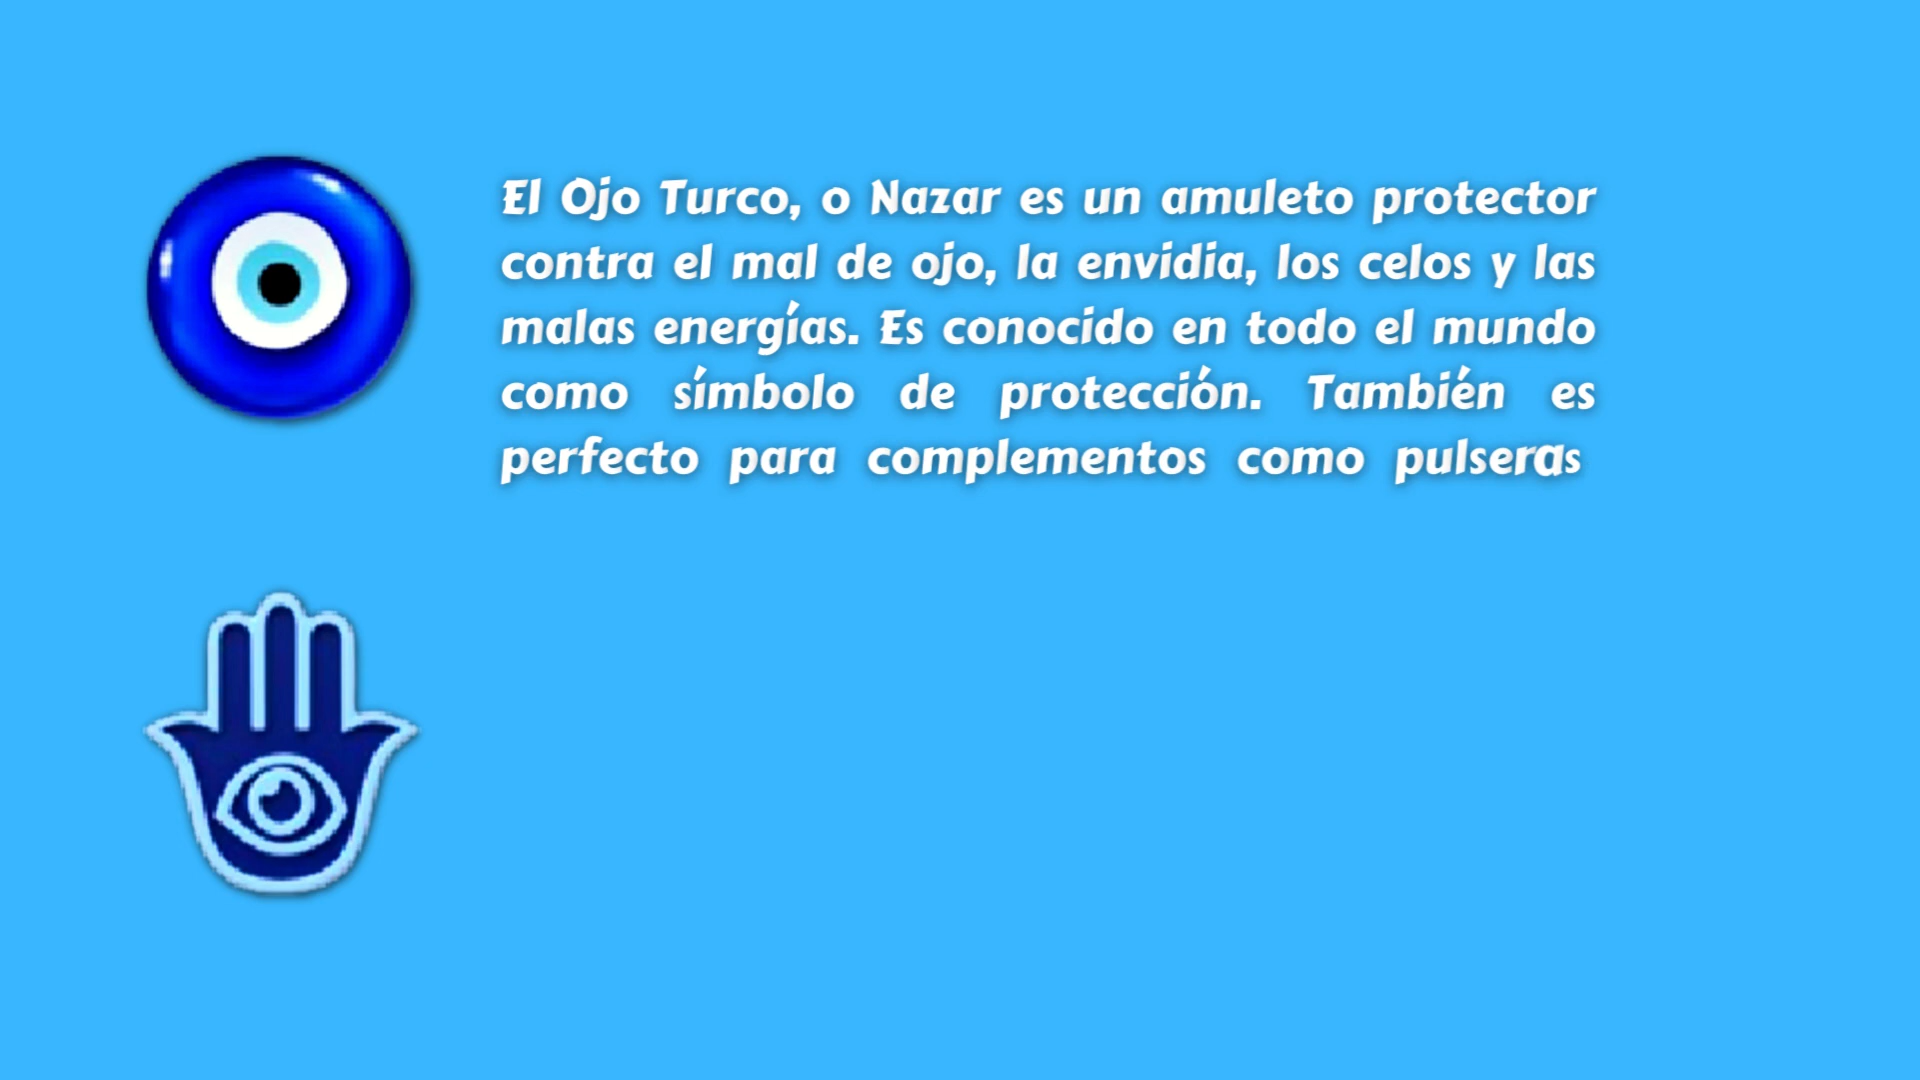 El Ojo Turco, o Nazar es un amuleto protector
contra el mal de ojo, la envidia, los celos y las
malas energías. Es conocido en todo el mundo
como símbolo de protección. También es
perfecto para complementos como pulseras